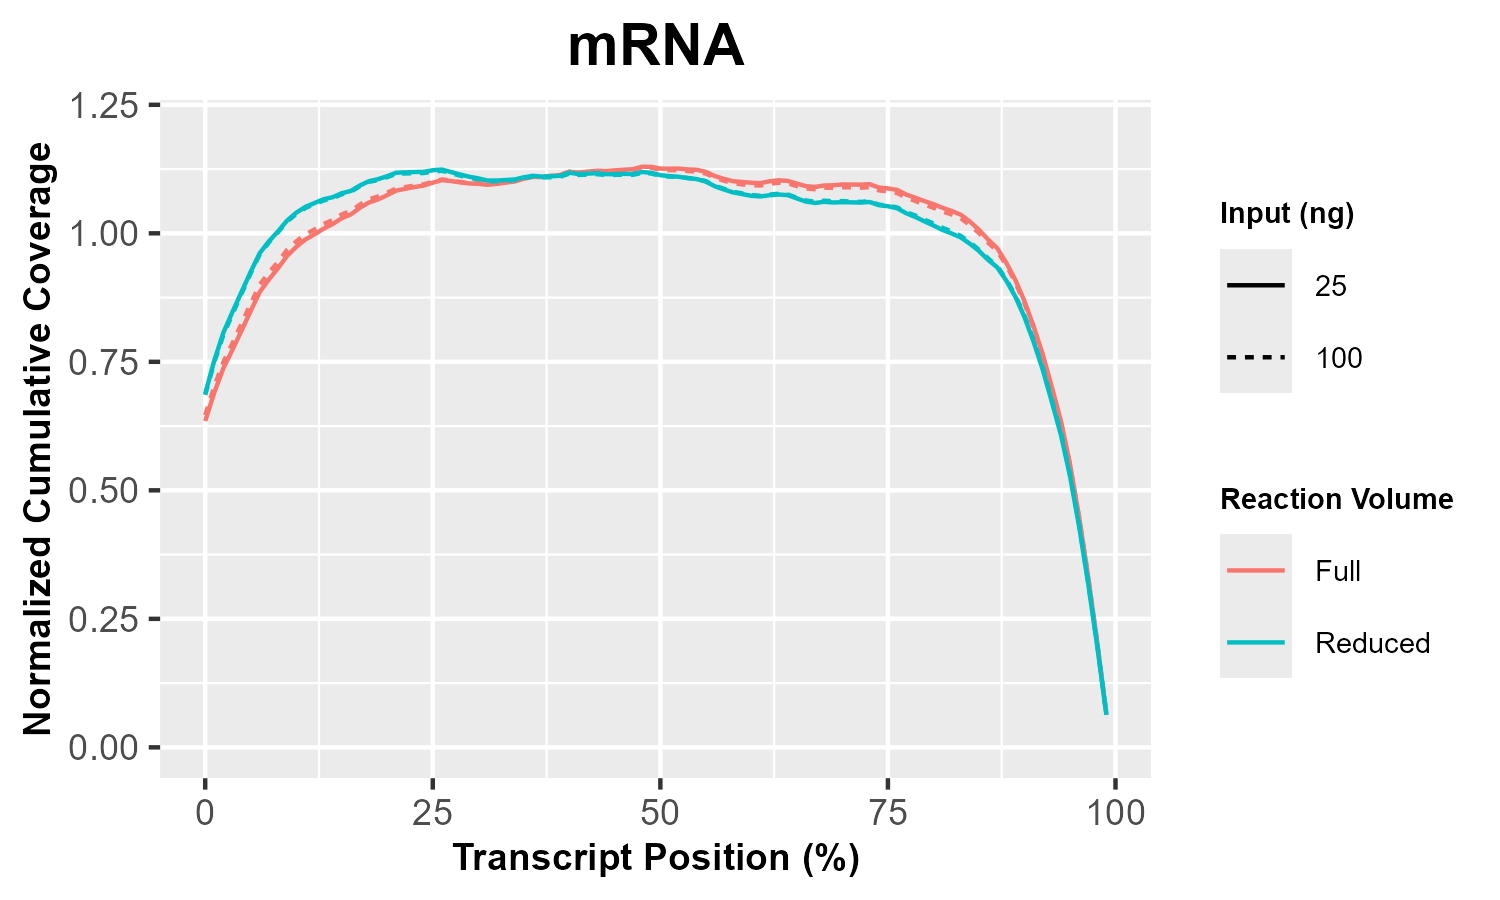 mRNA
Normalized Cumulative Coverage
1.25
1.00
0.75
0.50
0.25
0.00
0 25 50 75 100
Transcript Position (%)
Input (ng)
25
100
Reaction Volume
Full
Reduced